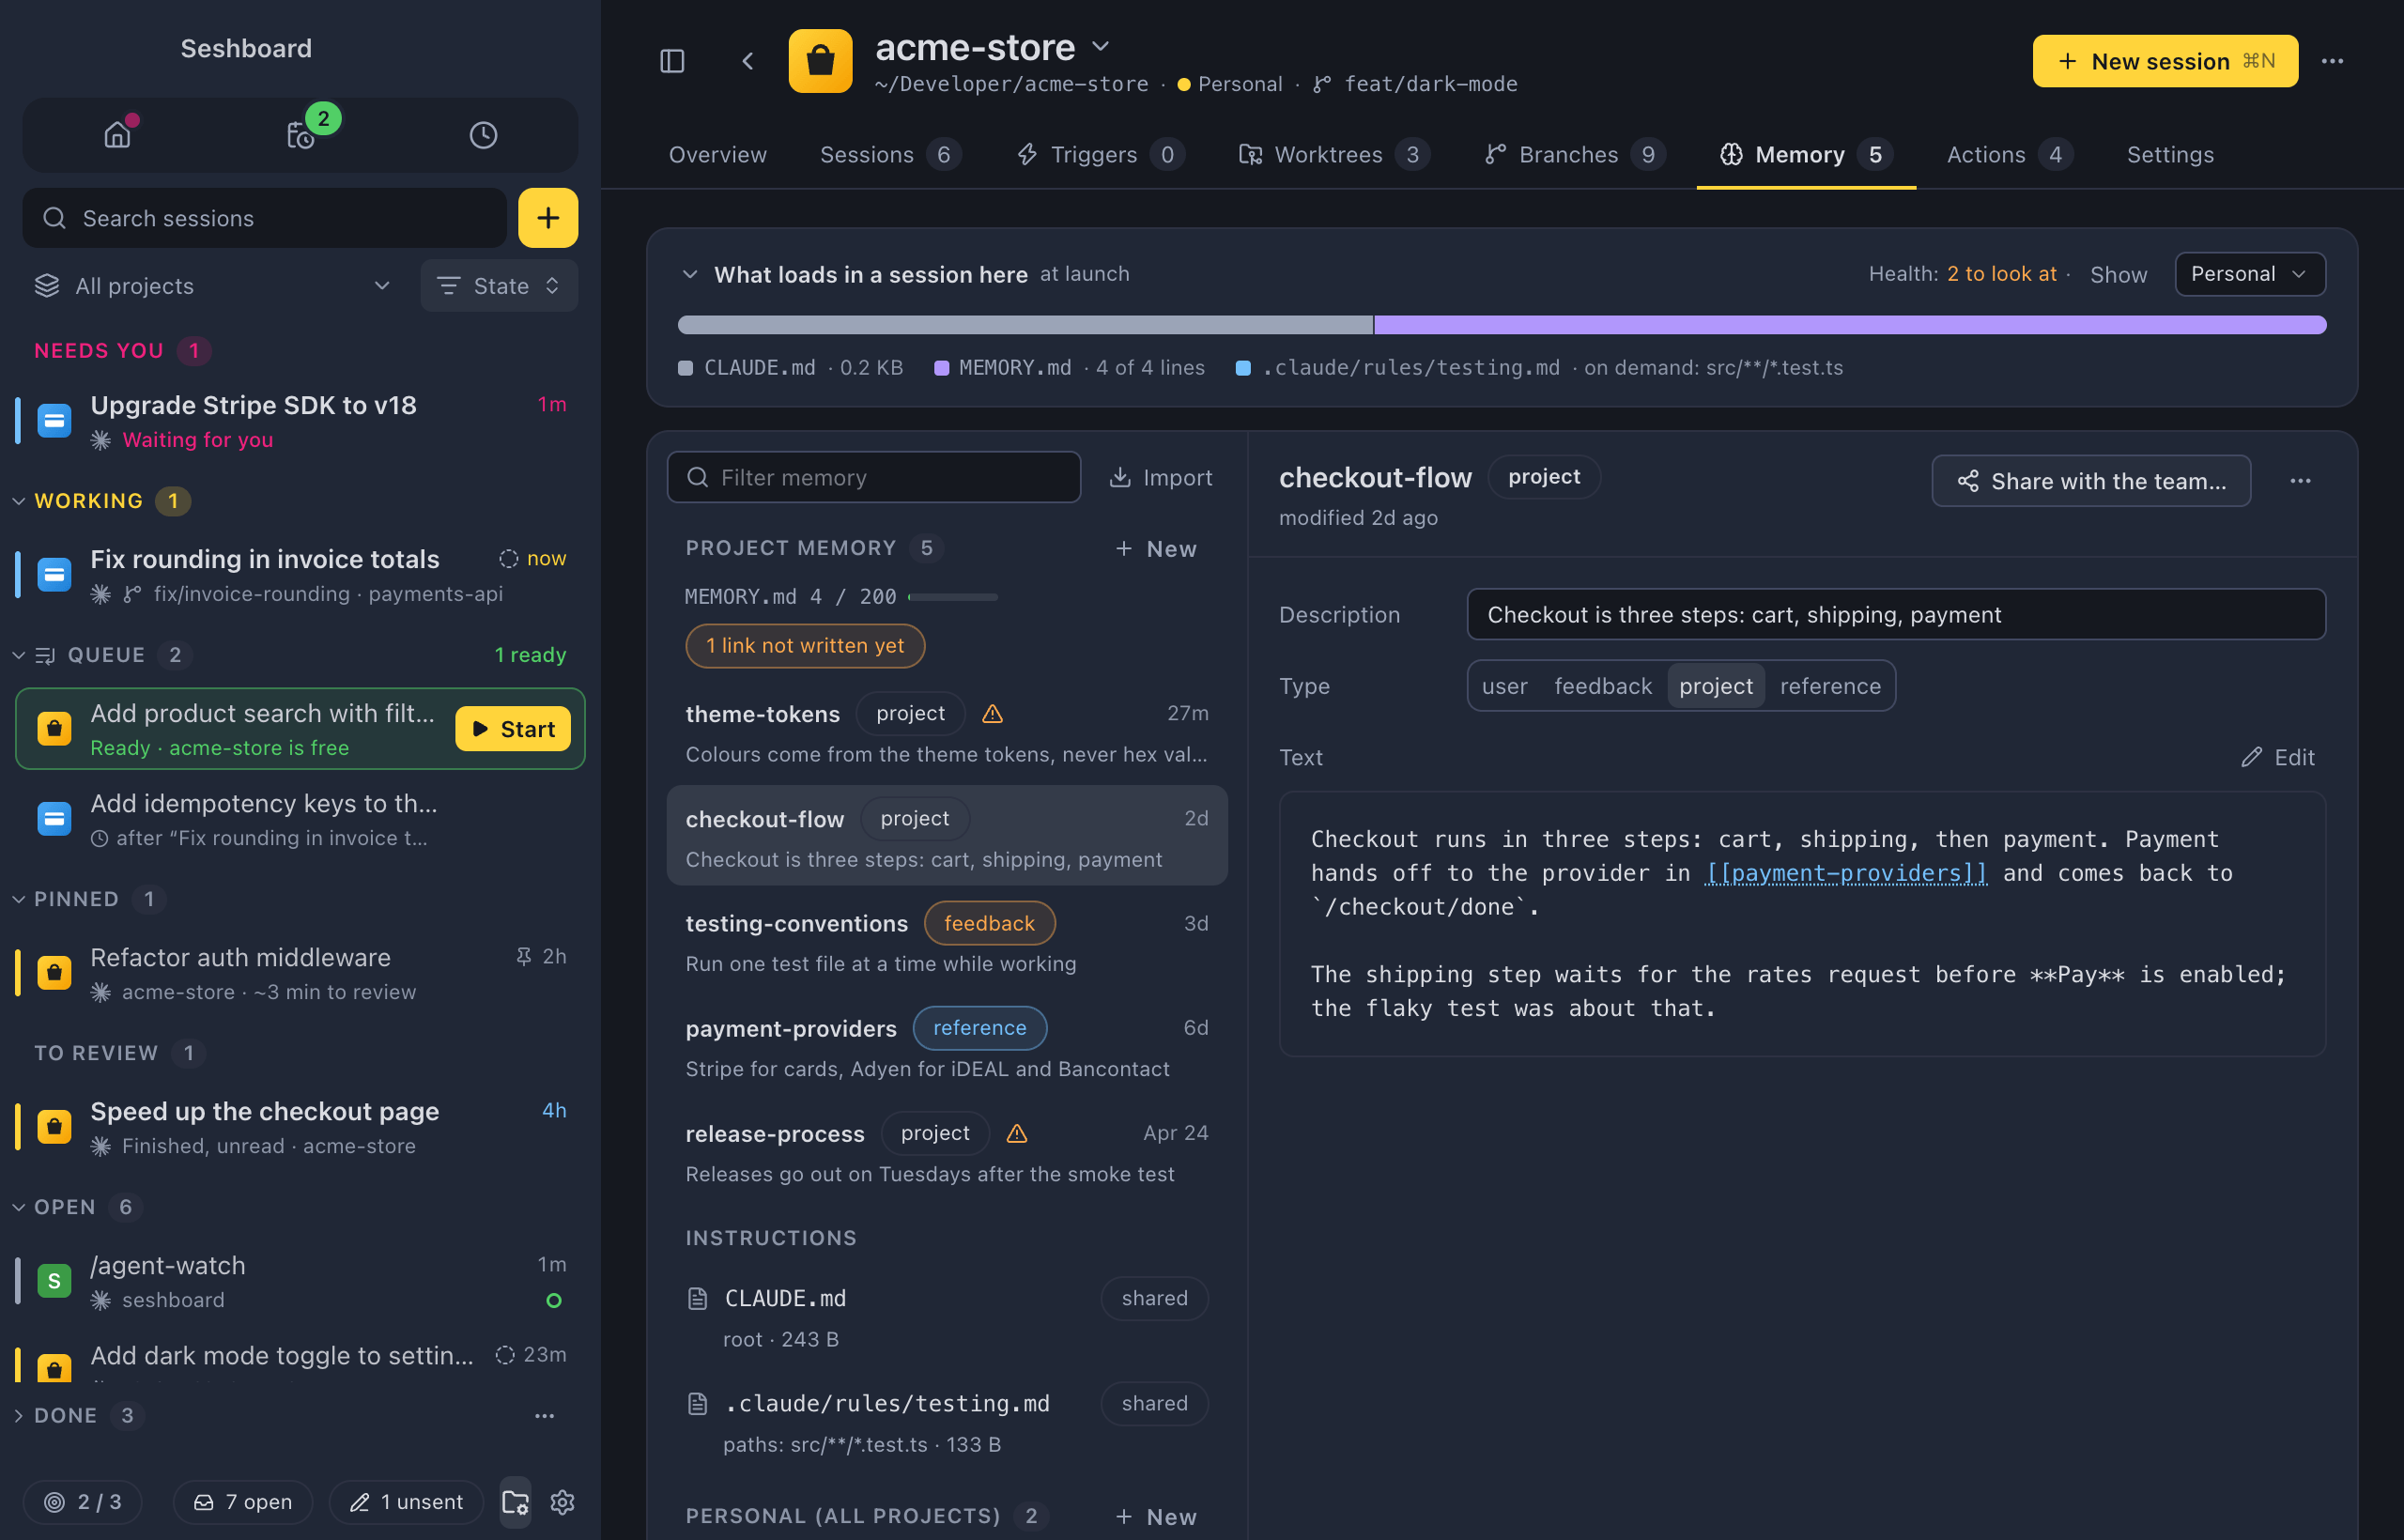 Seshboard
2
Search sessions
All projects
State
NEEDS YOU 1
Upgrade Stripe SDK to v18 1m
Waiting for you
WORKING 1
Fix rounding in invoice totals now
fix/invoice-rounding · payments-api
QUEUE 2 1 ready
Add product search with filt...
Ready · acme-store is free
Start
Add idempotency keys to th...
after “Fix rounding in invoice t...
PINNED 1
Refactor auth middleware 2h
acme-store · ~3 min to review
TO REVIEW 1
Speed up the checkout page 4h
Finished, unread · acme-store
OPEN 6
S
/agent-watch 1m
seshboard
Add dark mode toggle to settin... 23m
DONE 3
2 / 3
7 open
1 unsent
acme-store
~/Developer/acme-store · Personal · feat/dark-mode
New session ⌘N
Overview
Sessions 6
Triggers 0
Worktrees 3
Branches 9
Memory 5
Actions 4
Settings
What loads in a session here at launch
Health: 2 to look at · Show
Personal
CLAUDE.md · 0.2 KB
MEMORY.md · 4 of 4 lines
.claude/rules/testing.md · on demand: src/**/*.test.ts
Filter memory
Import
PROJECT MEMORY 5
New
MEMORY.md 4 / 200
1 link not written yet
theme-tokens project 27m
Colours come from the theme tokens, never hex val...
checkout-flow project 2d
Checkout is three steps: cart, shipping, payment
testing-conventions feedback 3d
Run one test file at a time while working
payment-providers reference 6d
Stripe for cards, Adyen for iDEAL and Bancontact
release-process project Apr 24
Releases go out on Tuesdays after the smoke test
INSTRUCTIONS
CLAUDE.md shared
root · 243 B
.claude/rules/testing.md shared
paths: src/**/*.test.ts · 133 B
PERSONAL (ALL PROJECTS) 2
New
checkout-flow project
modified 2d ago
Share with the team...
Description
Checkout is three steps: cart, shipping, payment
Type
user feedback project reference
Text
Edit
Checkout runs in three steps: cart, shipping, then payment. Payment
hands off to the provider in [[payment-providers]] and comes back to
`/checkout/done`.
The shipping step waits for the rates request before **Pay** is enabled;
the flaky test was about that.